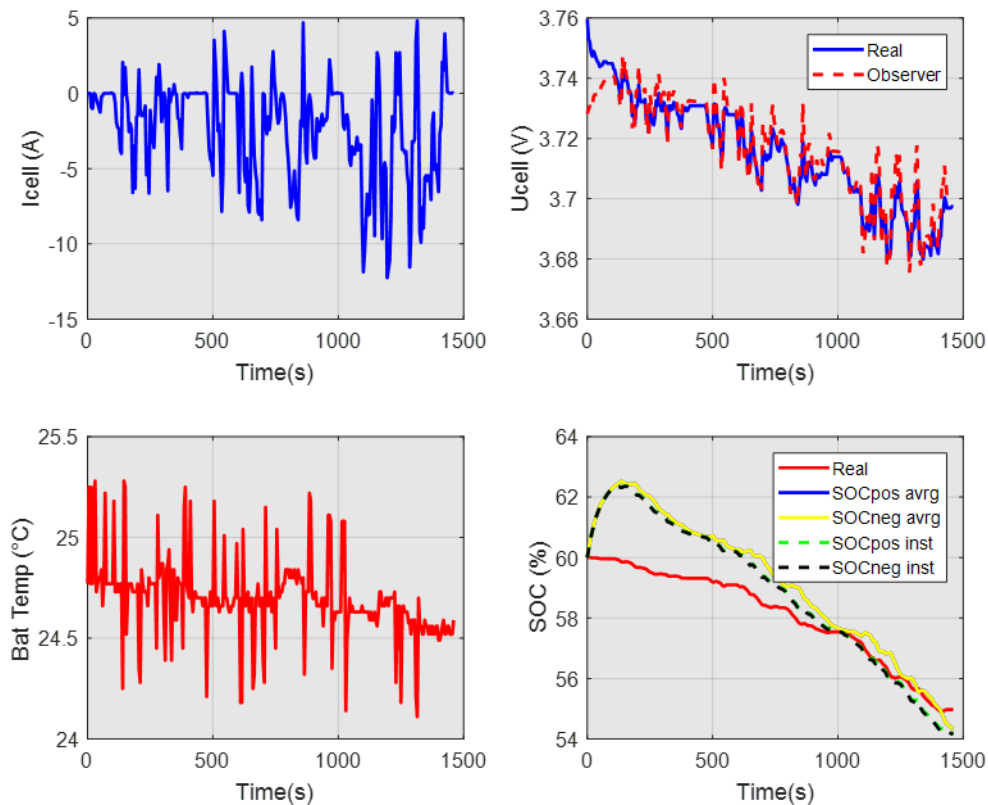 5
0
-5
-10
-15
Icell (A)
0
500
1000
1500
Time(s)
3.76
3.74
3.72
3.7
3.68
3.66
Ucell (V)
Real
Observer
0
500
1000
1500
Time(s)
25.5
25
24.5
24
Bat Temp (°C)
0
500
1000
1500
Time(s)
64
62
60
58
56
54
SOC (%)
Real
SOCpos avrg
SOCneg avrg
SOCpos inst
SOCneg inst
0
500
1000
1500
Time(s)